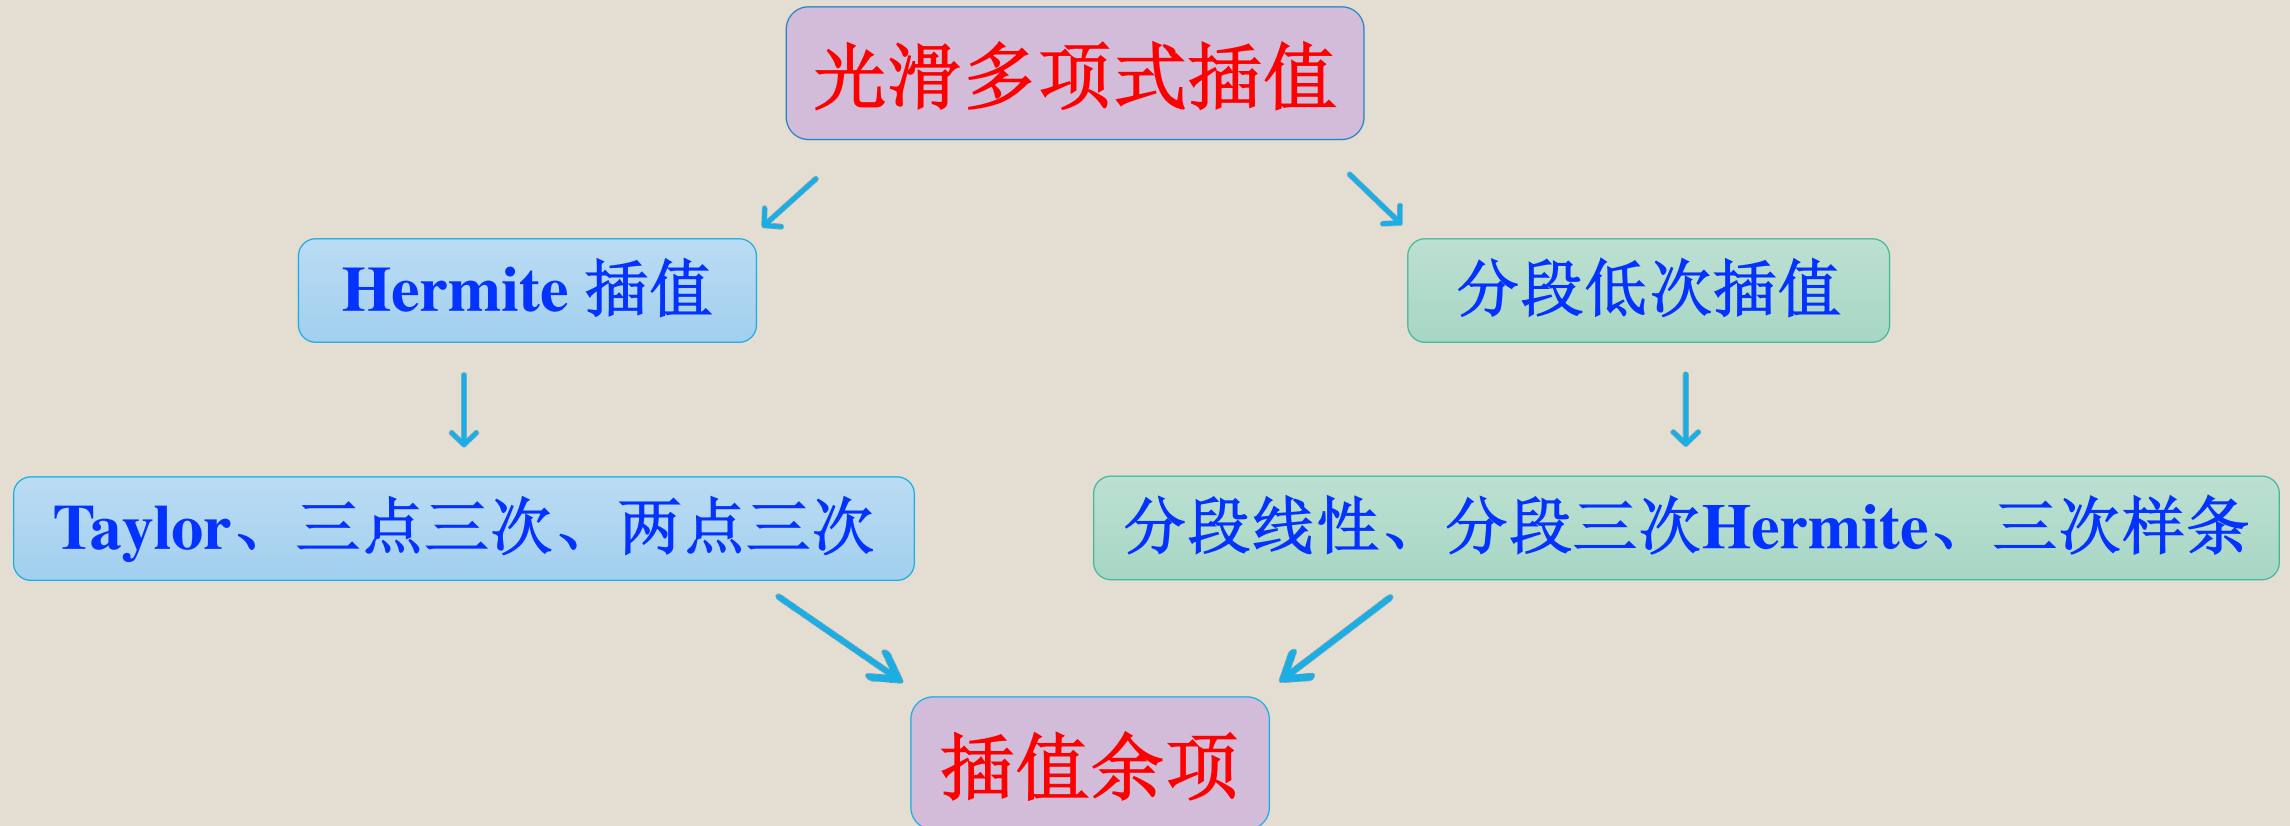 光滑多项式插值
Hermite 插值
分段低次插值
Taylor、三点三次、两点三次
分段线性、分段三次Hermite、三次样条
插值余项